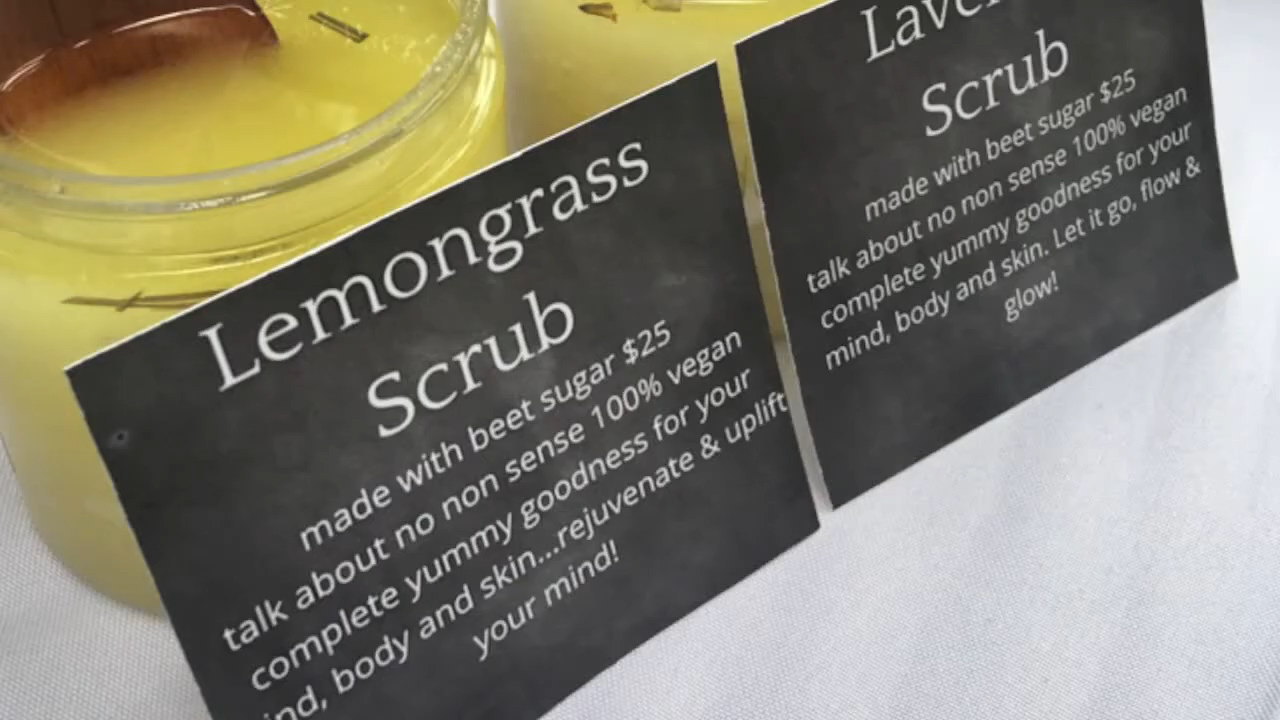 Lemongrass
Scrub
made with beet sugar $25
talk about no non sense 100% vegan
complete yummy goodness for your
ind, body and skin...rejuvenate & uplift
your mind!
Laven
Scrub
made with beet sugar $25
talk about no non sense 100% vegan
complete yummy goodness for your
mind, body and skin. Let it go, flow &
glow!